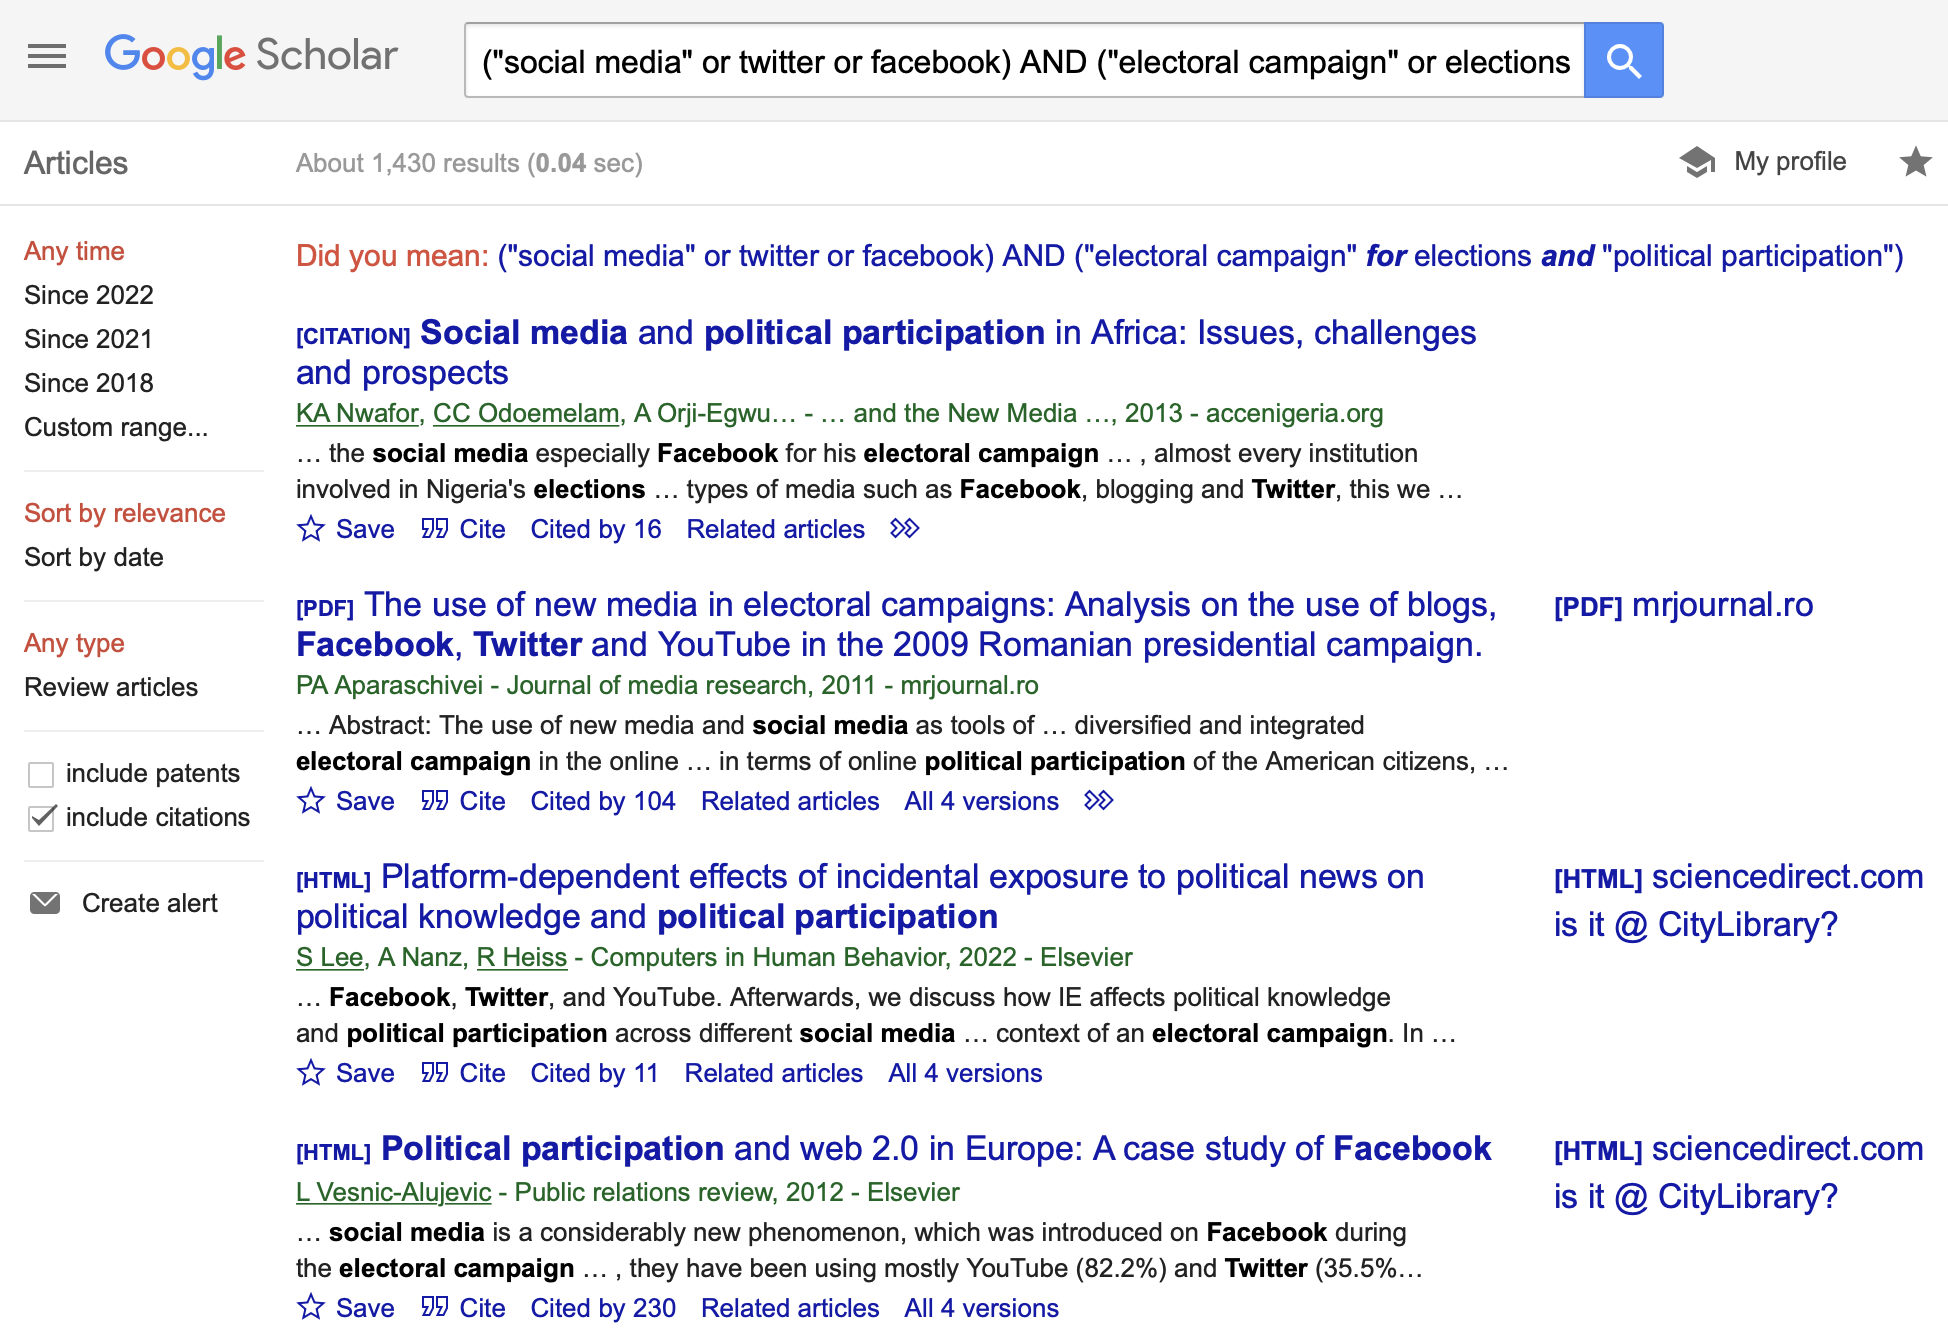 Google Scholar
("social media" or twitter or facebook) AND ("electoral campaign" or elections
Articles
About 1,430 results (0.04 sec)
My profile
Any time
Since 2022
Since 2021
Since 2018
Custom range...
Sort by relevance
Sort by date
Any type
Review articles
include patents
include citations
Create alert
Did you mean: ("social media" or twitter or facebook) AND ("electoral campaign" for elections and "political participation")
[CITATION] Social media and political participation in Africa: Issues, challenges
and prospects
KA Nwafor, CC Odoemelam, A Orji-Egwu… - … and the New Media …, 2013 - accenigeria.org
… the social media especially Facebook for his electoral campaign … , almost every institution
involved in Nigeria's elections … types of media such as Facebook, blogging and Twitter, this we …
Save Cite Cited by 16 Related articles
[PDF] The use of new media in electoral campaigns: Analysis on the use of blogs,
Facebook, Twitter and YouTube in the 2009 Romanian presidential campaign.
PA Aparaschivei - Journal of media research, 2011 - mrjournal.ro
… Abstract: The use of new media and social media as tools of … diversified and integrated
electoral campaign in the online … in terms of online political participation of the American citizens, …
Save Cite Cited by 104 Related articles All 4 versions
[PDF] mrjournal.ro
[HTML] Platform-dependent effects of incidental exposure to political news on
political knowledge and political participation
S Lee, A Nanz, R Heiss - Computers in Human Behavior, 2022 - Elsevier
… Facebook, Twitter, and YouTube. Afterwards, we discuss how IE affects political knowledge
and political participation across different social media … context of an electoral campaign. In …
Save Cite Cited by 11 Related articles All 4 versions
[HTML] sciencedirect.com
is it @ CityLibrary?
[HTML] Political participation and web 2.0 in Europe: A case study of Facebook
L Vesnic-Alujevic - Public relations review, 2012 - Elsevier
… social media is a considerably new phenomenon, which was introduced on Facebook during
the electoral campaign … , they have been using mostly YouTube (82.2%) and Twitter (35.5%…
Save Cite Cited by 230 Related articles All 4 versions
[HTML] sciencedirect.com
is it @ CityLibrary?